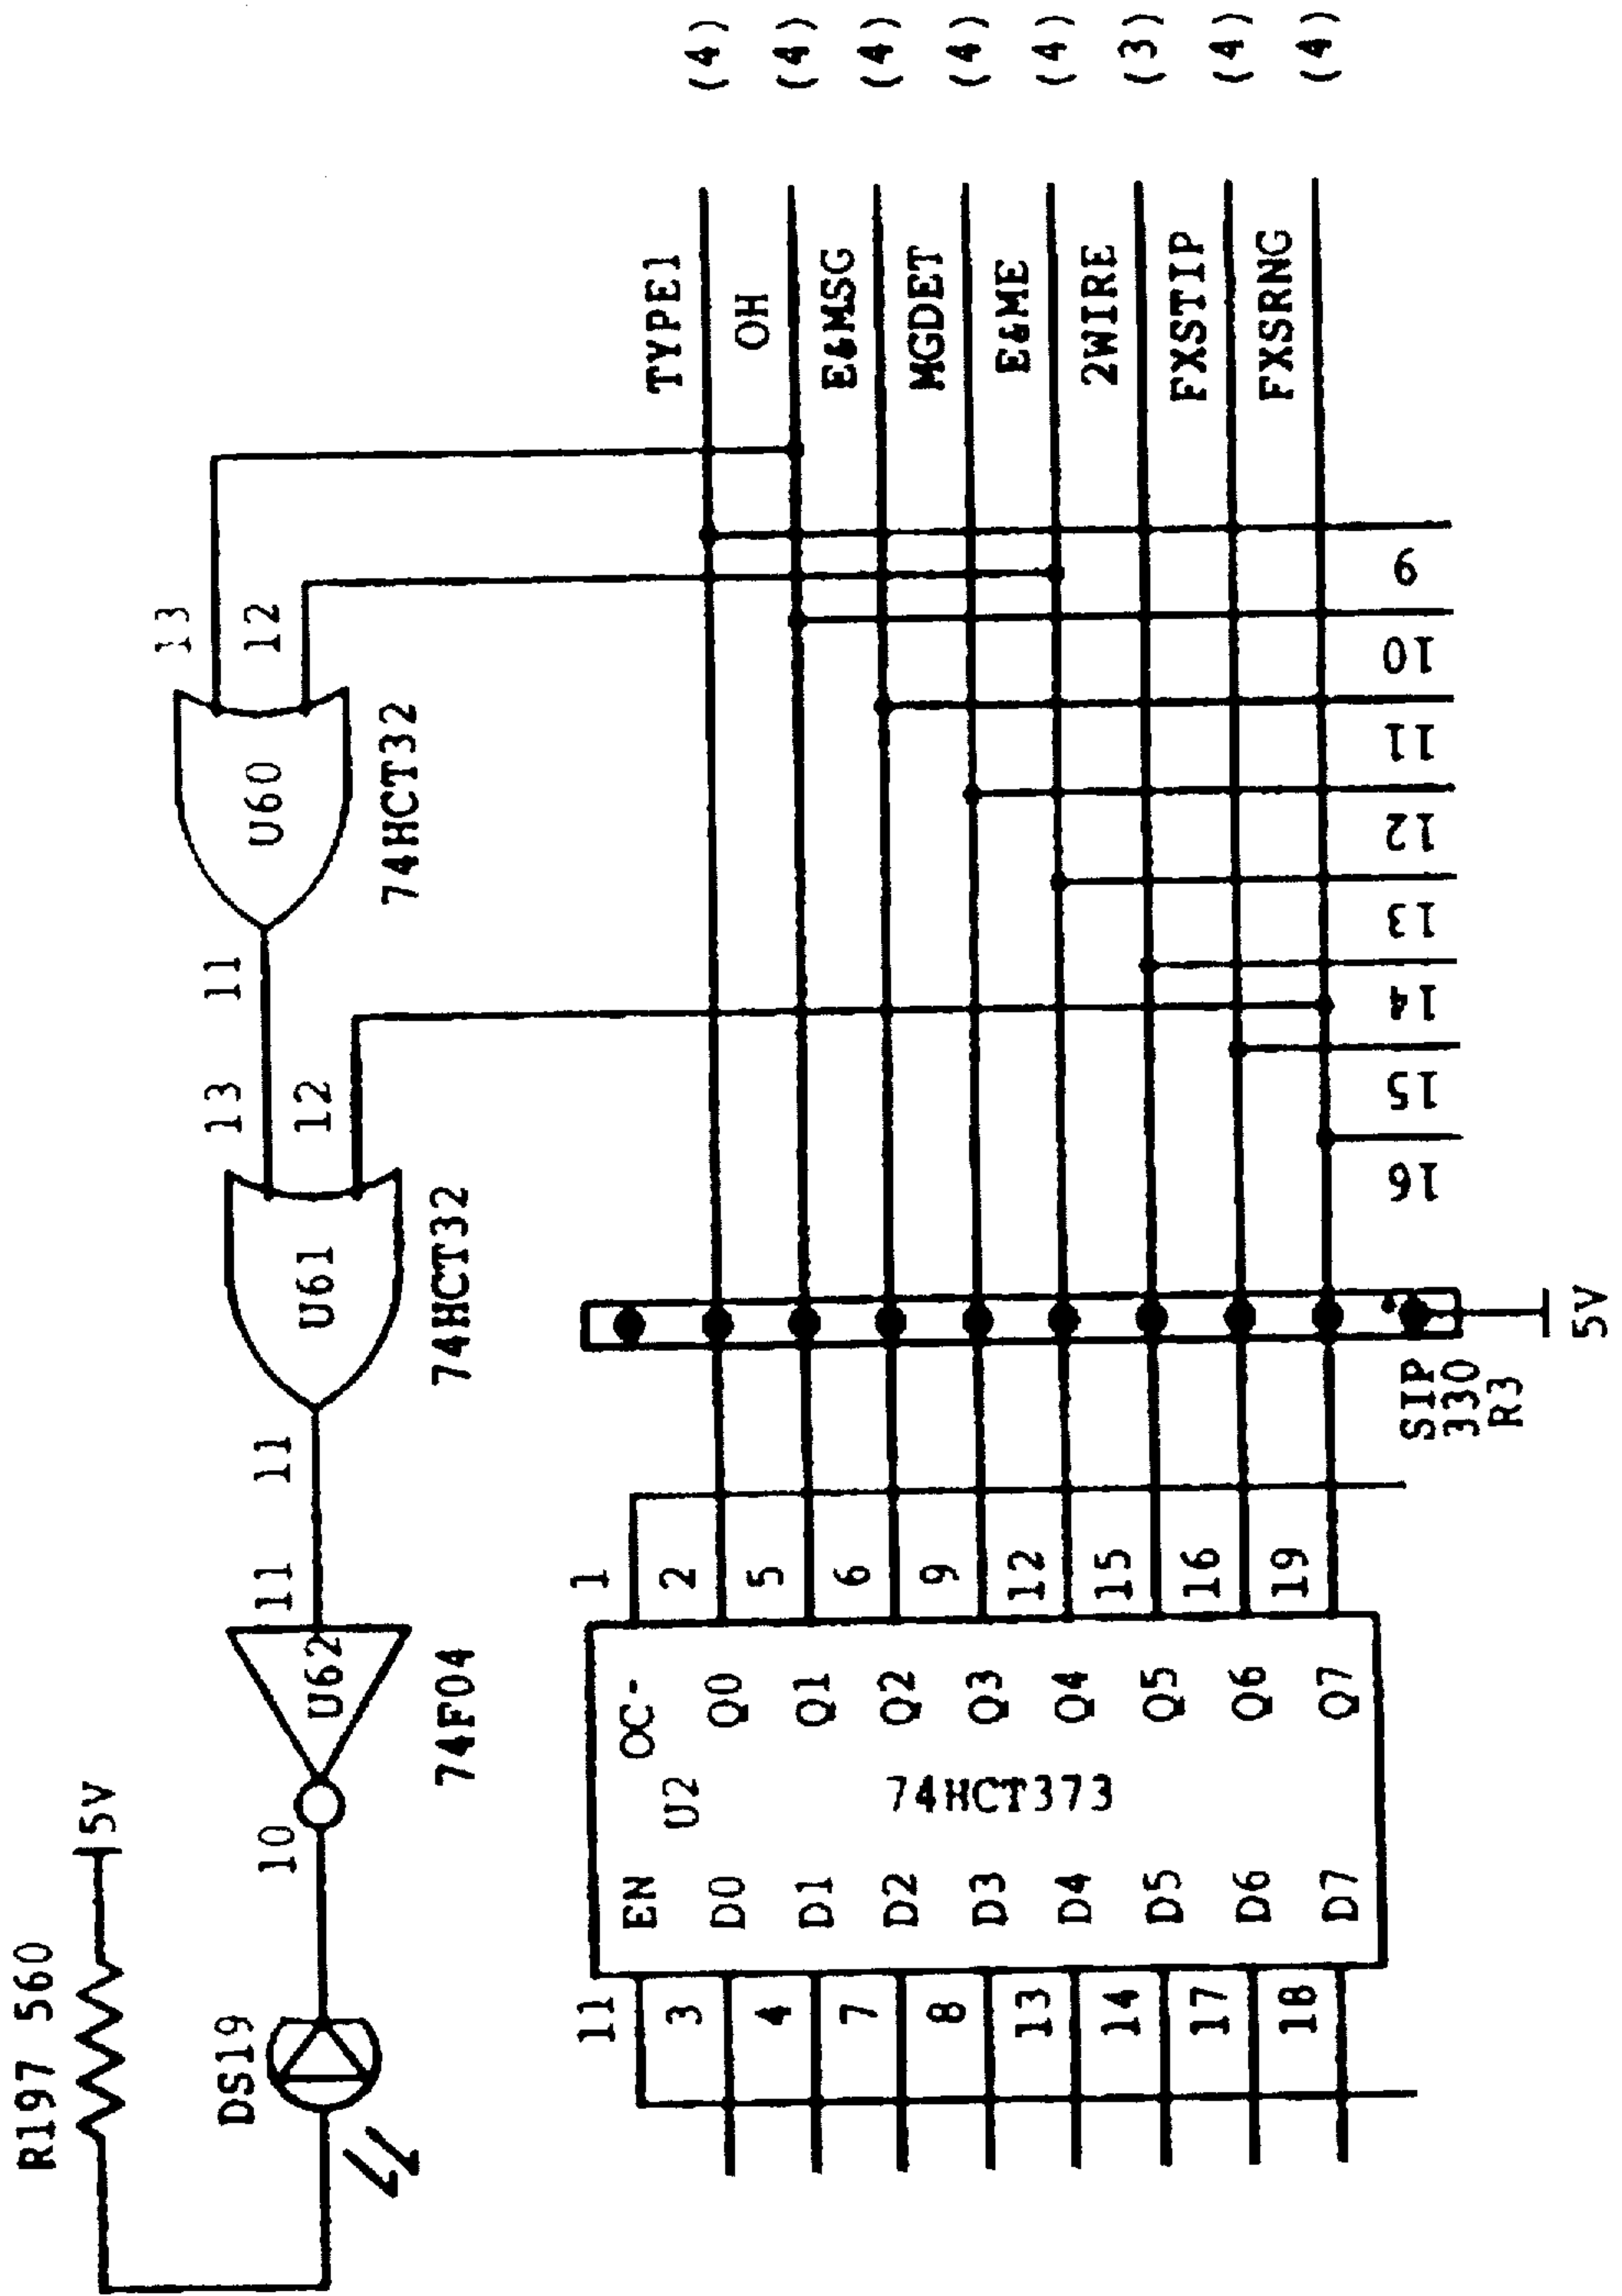 R197 560
5V
DS19
10
U62
11
74F04
11
U61
13
12
74HCT32
11
U60
13
12
74HCT32
TYPE1
(4)
OH
(4)
E&MSG
(4)
MGDET
(4)
E&ME
(4)
2WIRE
(3)
FXSTIP
(4)
FXSRNG
(4)
11
EN
OC-
1
U2
3
D0
Q0
2
4
D1
Q1
5
7
D2
Q2
6
74HCT373
8
D3
Q3
9
13
D4
Q4
12
14
D5
Q5
15
17
D6
Q6
16
18
D7
Q7
19
SIP
330
R3
5V
16
15
14
13
12
11
10
9